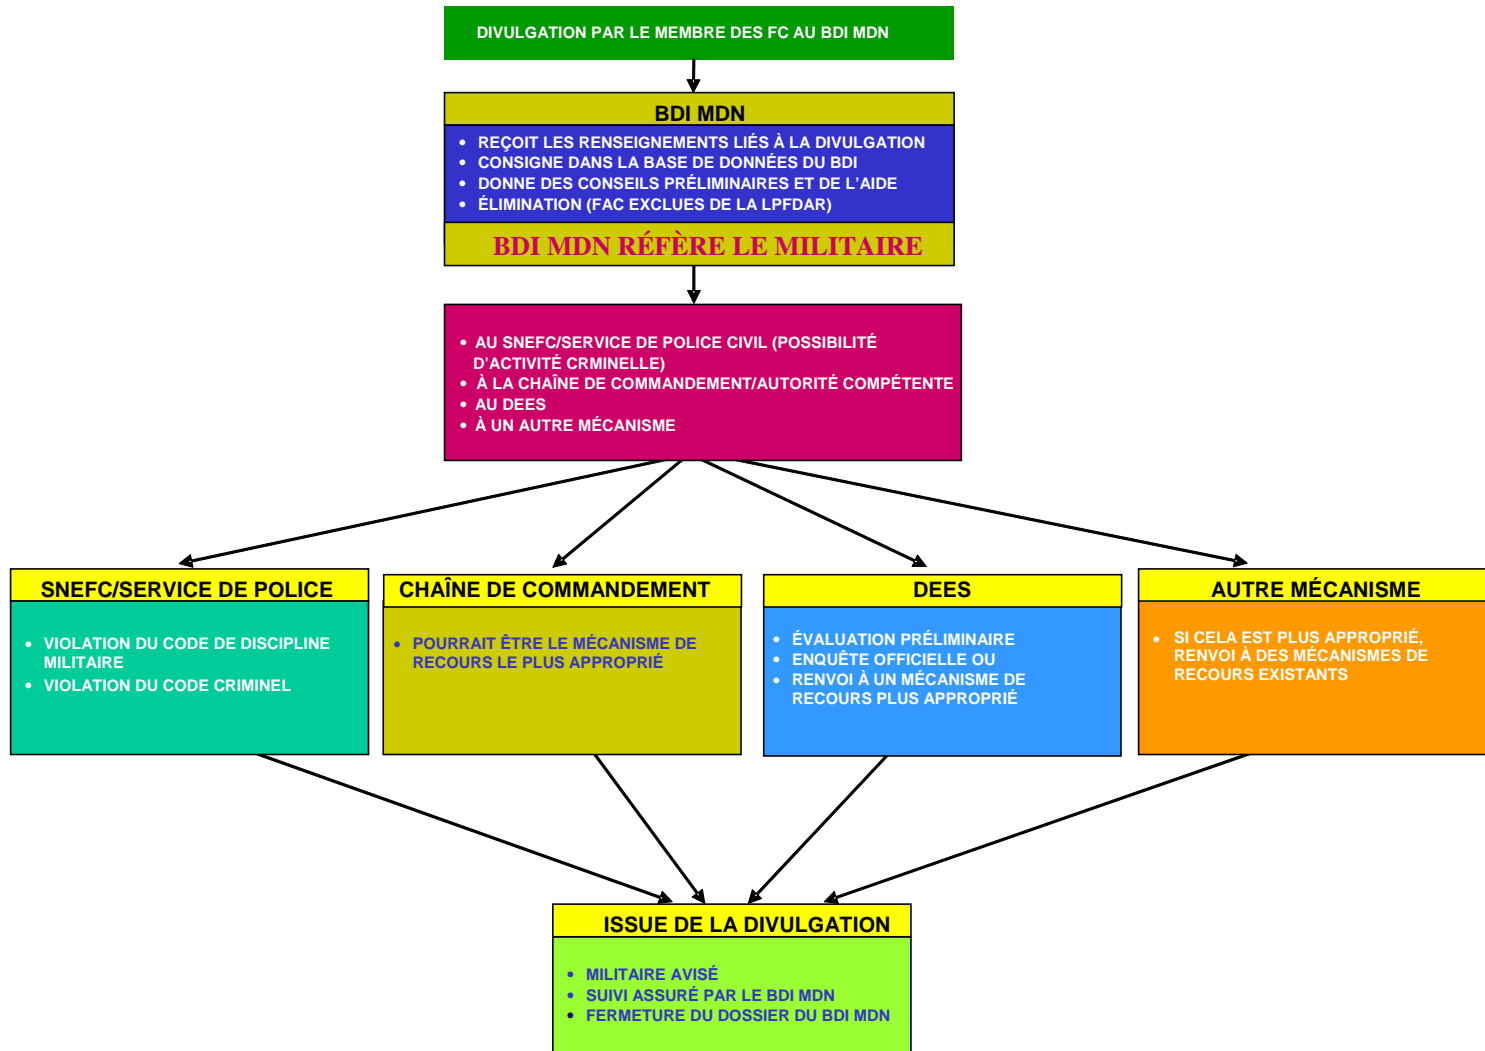 DIVULGATION PAR LE MEMBRE DES FC AU BDI MDN
BDI MDN
• REÇOIT LES RENSEIGNEMENTS LIÉS À LA DIVULGATION
• CONSIGNE DANS LA BASE DE DONNÉES DU BDI
• DONNE DES CONSEILS PRÉLIMINAIRES ET DE L'AIDE
• ÉLIMINATION (FAC EXCLUES DE LA LPFDAR)
BDI MDN RÉFÈRE LE MILITAIRE
• AU SNEFC/SERVICE DE POLICE CIVIL (POSSIBILITÉ
D'ACTIVITÉ CRMINELLE)
• À LA CHAÎNE DE COMMANDEMENT/AUTORITÉ COMPÉTENTE
• AU DEES
• À UN AUTRE MÉCANISME
SNEFC/SERVICE DE POLICE
• VIOLATION DU CODE DE DISCIPLINE
MILITAIRE
• VIOLATION DU CODE CRIMINEL
CHAÎNE DE COMMANDEMENT
• POURRAIT ÊTRE LE MÉCANISME DE
RECOURS LE PLUS APPROPRIÉ
DEES
• ÉVALUATION PRÉLIMINAIRE
• ENQUÊTE OFFICIELLE OU
• RENVOI À UN MÉCANISME DE
RECOURS PLUS APPROPRIÉ
AUTRE MÉCANISME
• SI CELA EST PLUS APPROPRIÉ,
RENVOI À DES MÉCANISMES DE
RECOURS EXISTANTS
ISSUE DE LA DIVULGATION
• MILITAIRE AVISÉ
• SUIVI ASSURÉ PAR LE BDI MDN
• FERMETURE DU DOSSIER DU BDI MDN